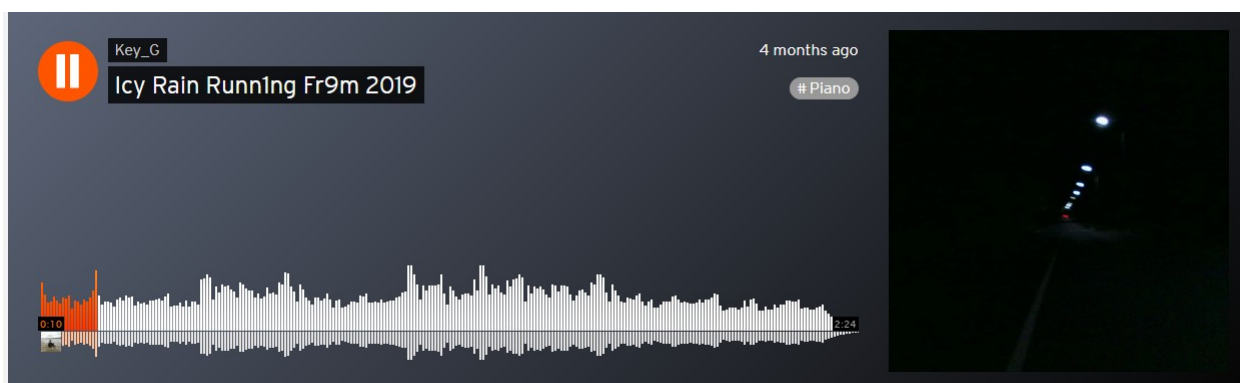 Key_G
4 months ago
Icy Rain Runn1ng Fr9m 2019
# Piano
0:10
2:24